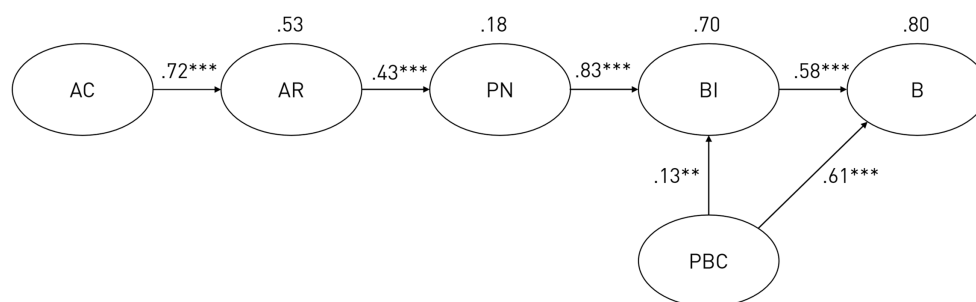 .53 .18 .70 .80
.72*** .43*** .83*** .58***
AC AR PN BI B
.13** .61***
PBC